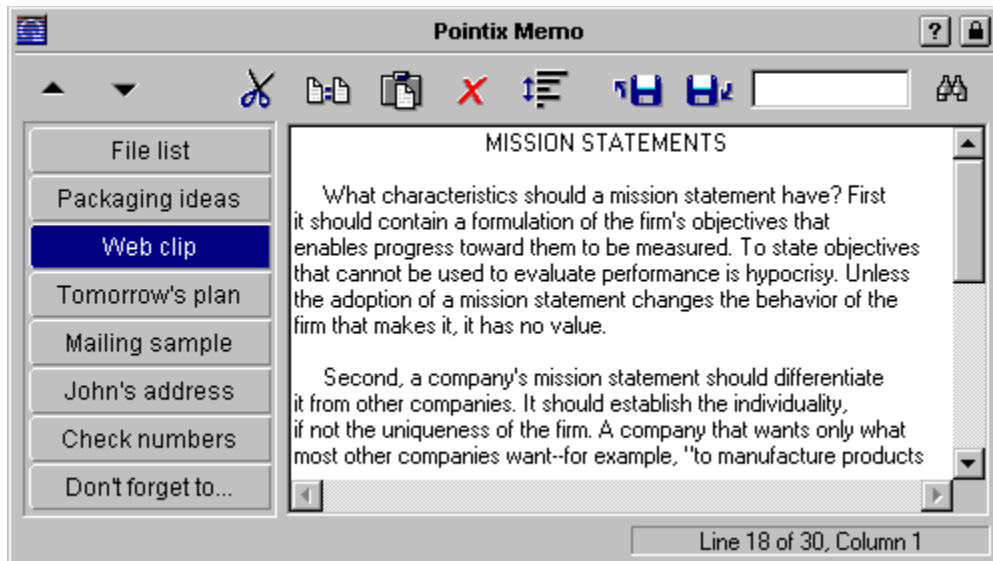 Pointix Memo
?
File list
Packaging ideas
Web clip
Tomorrow's plan
Mailing sample
John's address
Check numbers
Don't forget to...
MISSION STATEMENTS
What characteristics should a mission statement have? First
it should contain a formulation of the firm's objectives that
enables progress toward them to be measured. To state objectives
that cannot be used to evaluate performance is hypocrisy. Unless
the adoption of a mission statement changes the behavior of the
firm that makes it, it has no value.
Second, a company's mission statement should differentiate
it from other companies. It should establish the individuality,
if not the uniqueness of the firm. A company that wants only what
most other companies want--for example, "to manufacture products
Line 18 of 30, Column 1